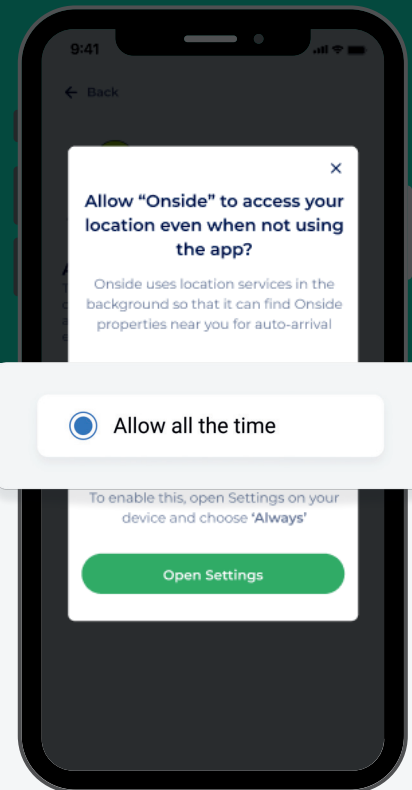 9:41
Back
Allow “Onside” to access your
location even when not using
the app?
Onside uses location services in the
background so that it can find Onside
properties near you for auto-arrival
Allow all the time
To enable this, open Settings on your
device and choose ‘Always’
Open Settings